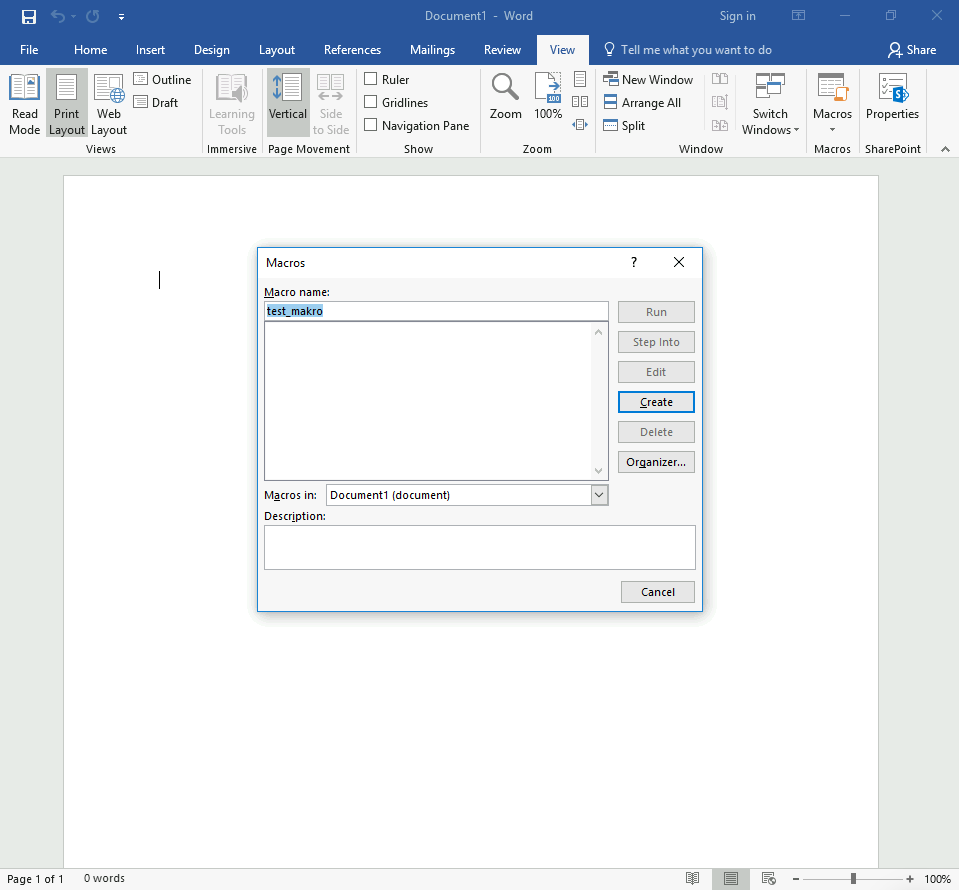 Document1 - Word
Sign in
File Home Insert Design Layout References Mailings Review View Tell me what you want to do Share
Read Mode
Print Layout
Web Layout
Outline
Draft
Views
Learning Tools
Immersive
Vertical
Side to Side
Page Movement
Ruler
Gridlines
Navigation Pane
Show
Zoom
100
100%
Zoom
New Window
Arrange All
Split
Switch Windows
Window
Macros
Macros
Properties
SharePoint
Macros
?
Macro name:
test_makro
Run
Step Into
Edit
Create
Delete
Organizer...
Macros in: Document1 (document)
Description:
Cancel
Page 1 of 1 0 words
100%